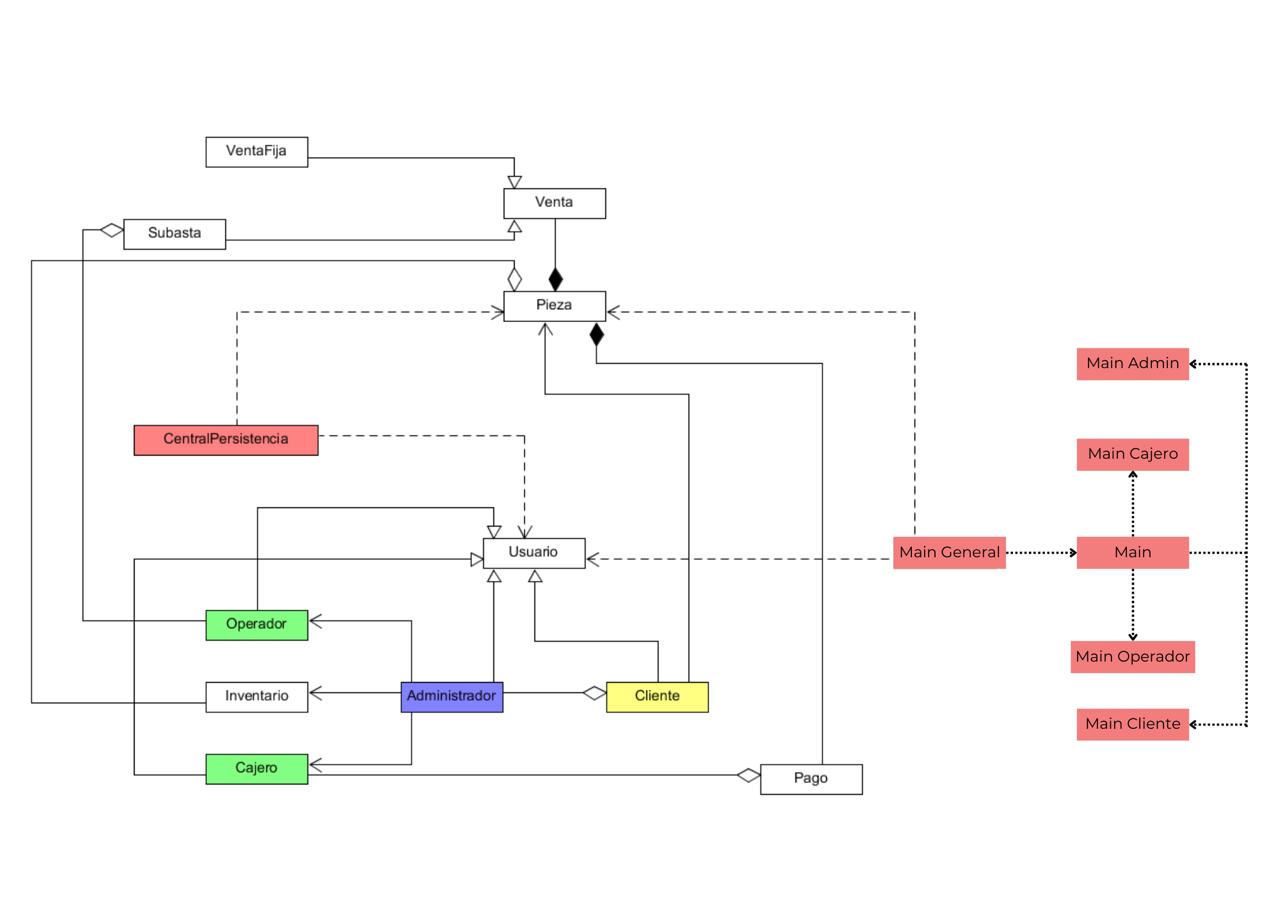 VentaFija
Venta
Subasta
Pieza
Main Admin
CentralPersistencia
Main Cajero
Usuario
Main General
Main
Operador
Main Operador
Inventario
Administrador
Cliente
Main Cliente
Cajero
Pago